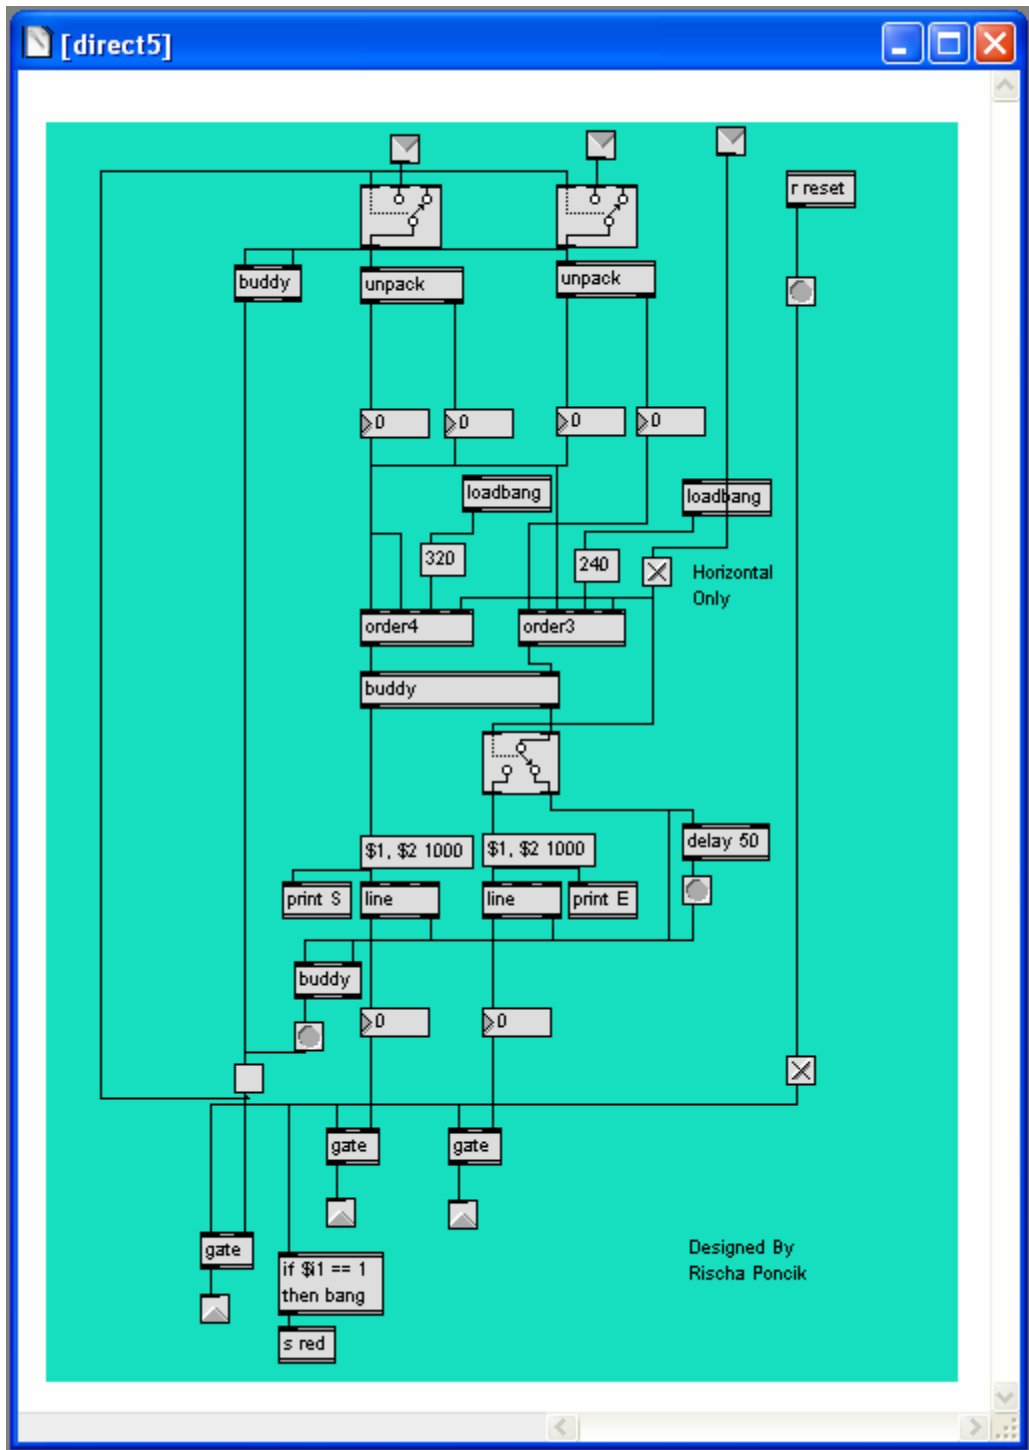 [direct5]
r reset
buddy
unpack
unpack
0
0
0
0
loadbang
loadbang
320
240
Horizontal
Only
order4
order3
buddy
$1, $2 1000
$1, $2 1000
delay 50
print S
line
line
print E
buddy
0
0
gate
gate
gate
if $i1 == 1
then bang
s red
Designed By
Rischa Poncik